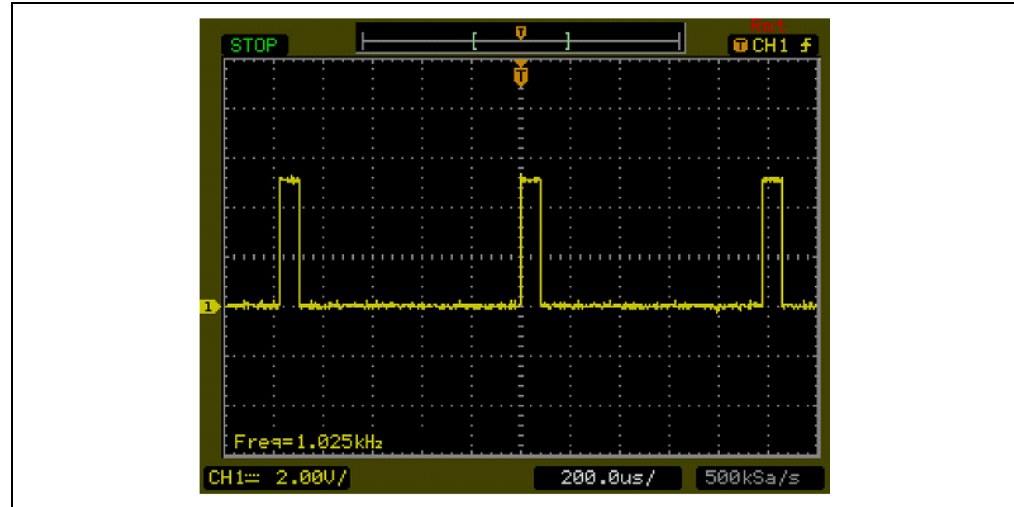 Rmt
STOP
T
T CH1
T
1
Freq=1.025kHz
CH1 2.00V/
200.0us/
500kSa/s